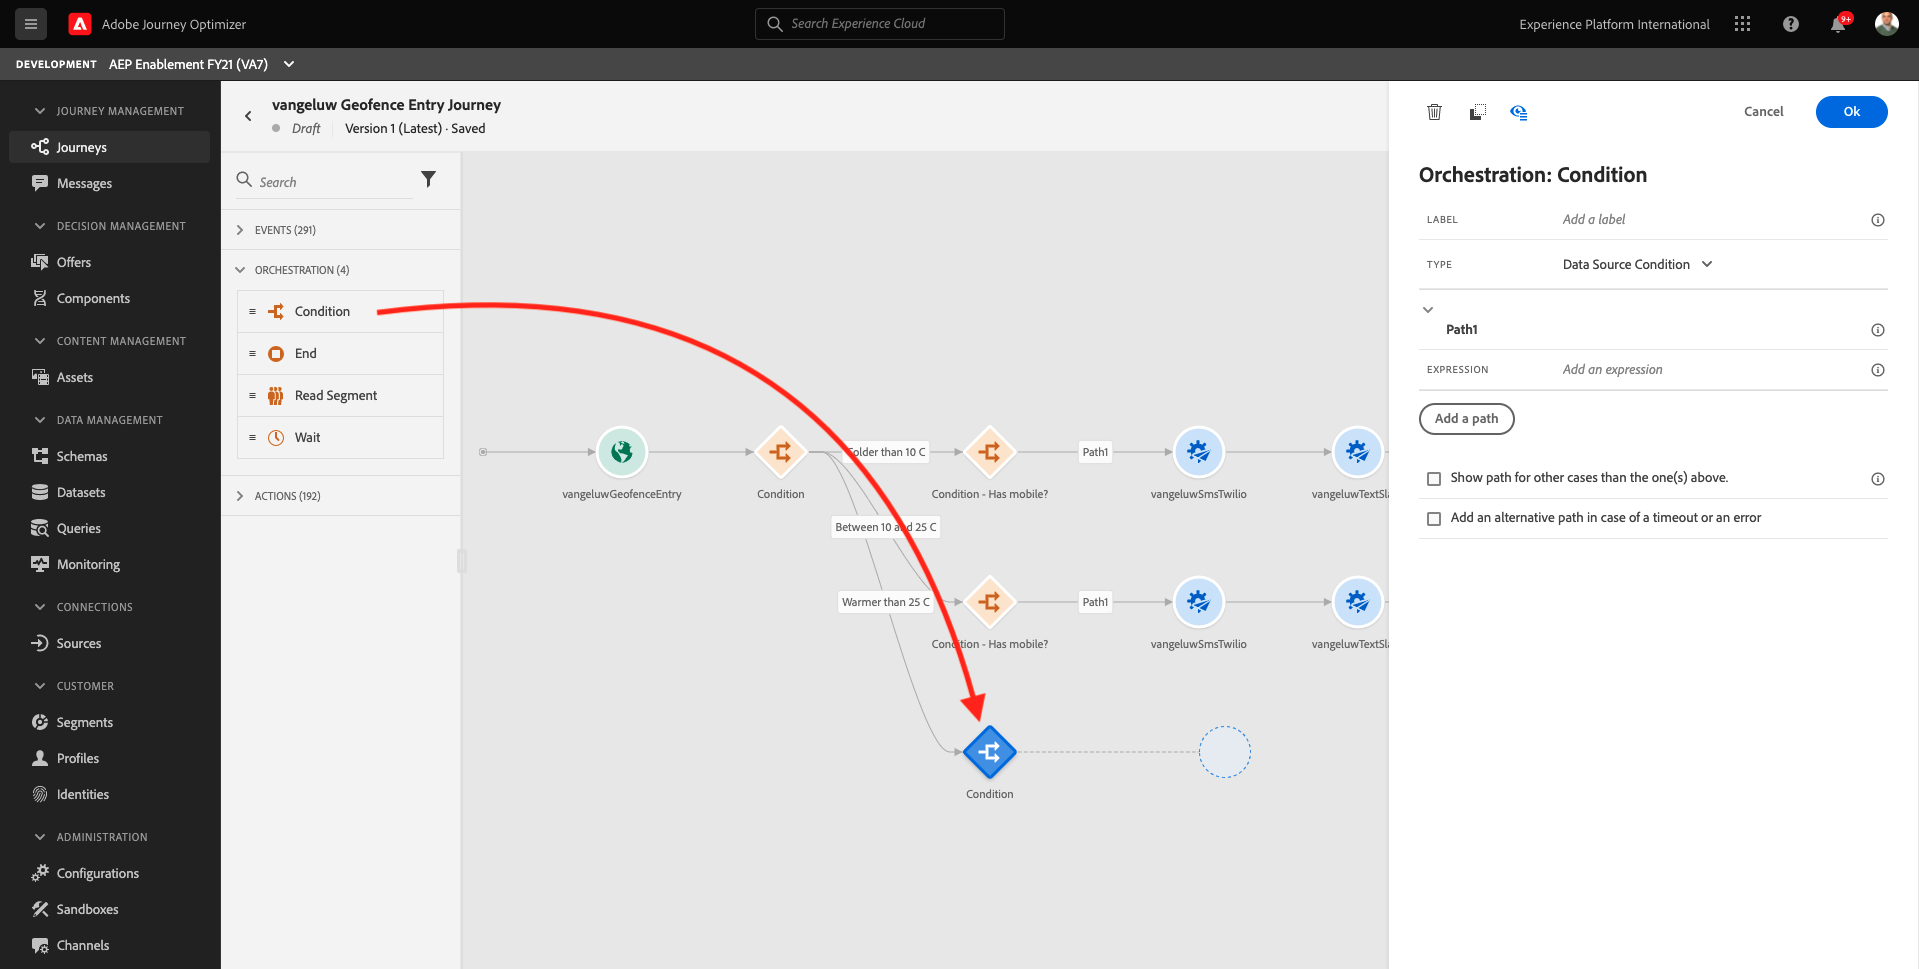 Adobe Journey Optimizer
Search Experience Cloud
Experience Platform International
9+
DEVELOPMENT AEP Enablement FY21 (VA7)
JOURNEY MANAGEMENT
Journeys
Messages
DECISION MANAGEMENT
Offers
Components
CONTENT MANAGEMENT
Assets
DATA MANAGEMENT
Schemas
Datasets
Queries
Monitoring
CONNECTIONS
Sources
CUSTOMER
Segments
Profiles
Identities
ADMINISTRATION
Configurations
Sandboxes
Channels
vangeluw Geofence Entry Journey
Draft Version 1 (Latest) · Saved
Search
EVENTS (291)
ORCHESTRATION (4)
Condition
End
Read Segment
Wait
ACTIONS (192)
vangeluwGeofenceEntry
Condition
Colder than 10 C
Condition - Has mobile?
Path1
vangeluwSmsTwilio
vangeluwTextSla
Between 10 and 25 C
Warmer than 25 C
Condition - Has mobile?
Path1
vangeluwSmsTwilio
vangeluwTextSla
Condition
Cancel
Ok
Orchestration: Condition
LABEL Add a label
TYPE Data Source Condition
Path1
EXPRESSION Add an expression
Add a path
Show path for other cases than the one(s) above.
Add an alternative path in case of a timeout or an error